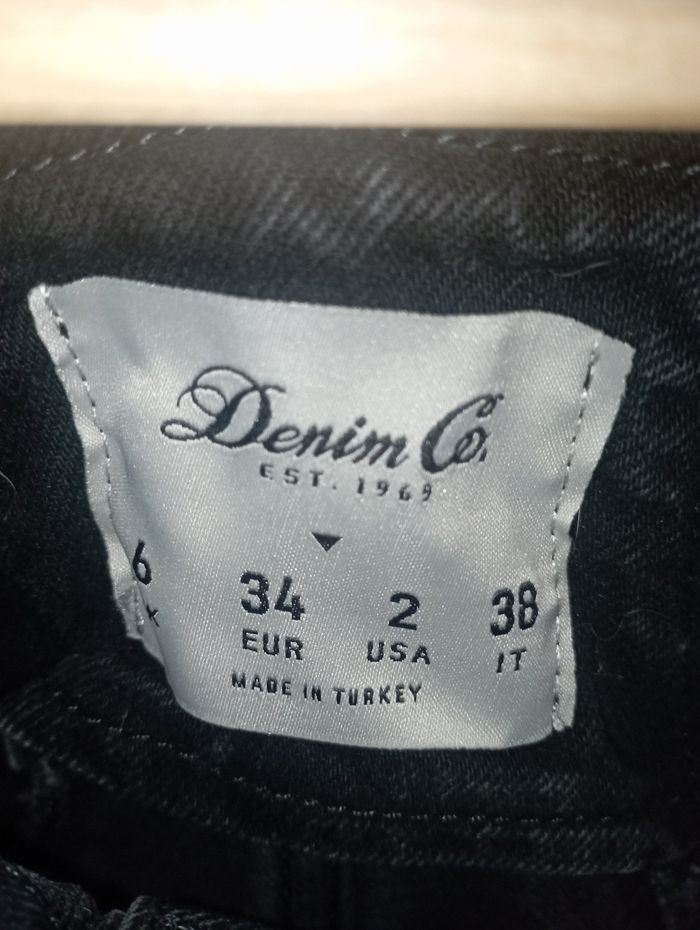 Denim Co.
EST. 1969
6 34 2 38
EUR USA IT
MADE IN TURKEY